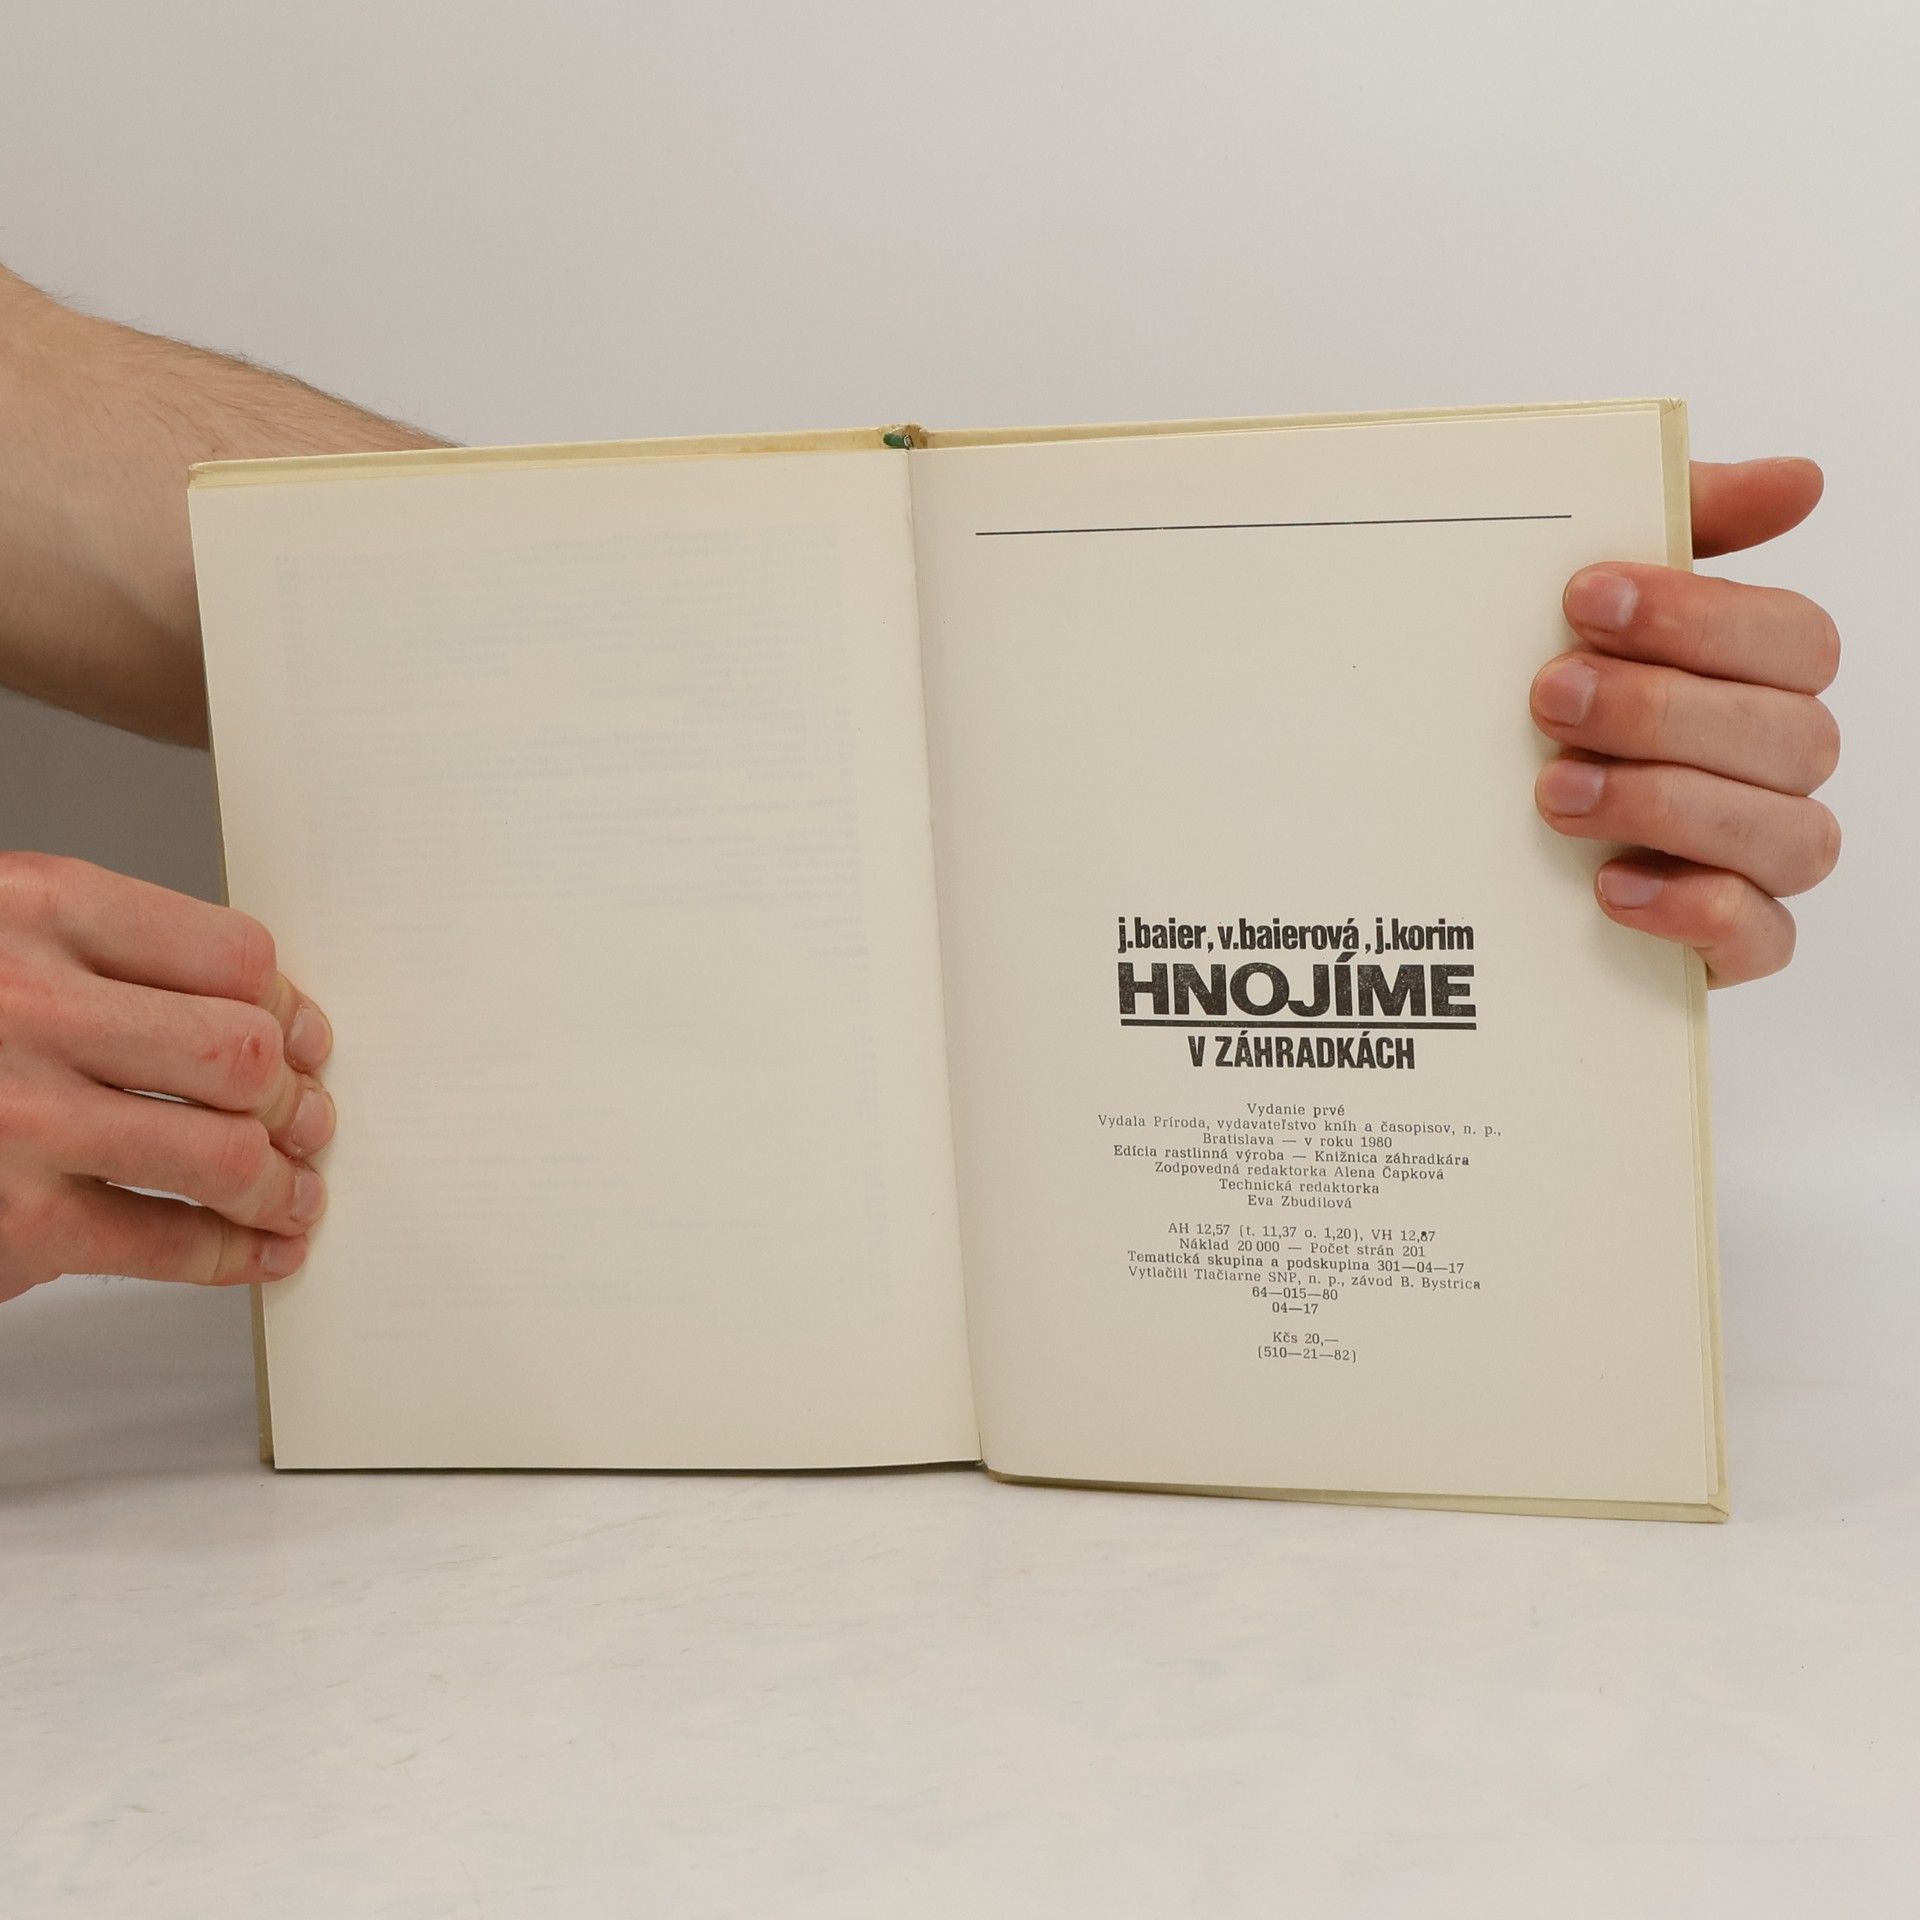 j.baier, v.baierová, j.korim
HNOJÍME
V ZÁHRADKÁCH
Vydanie prvé
Vydala Príroda, vydavateľstvo kníh a časopisov, n. p.,
Bratislava — v roku 1980
Edícia rastlinná výroba — Knižnica záhradkára
Zodpovedná redaktorka Alena Čapková
Technická redaktorka
Eva Zbudilová
AH 12,57 (t. 11,37 o. 1,20), VH 12,87
Náklad 20 000 — Počet strán 201
Tematická skupina a podskupina 301—04—17
Vytlačili Tlačiarne SNP, n. p., závod B. Bystrica
64—015—80
04—17
Kčs 20,—
(510—21—82)